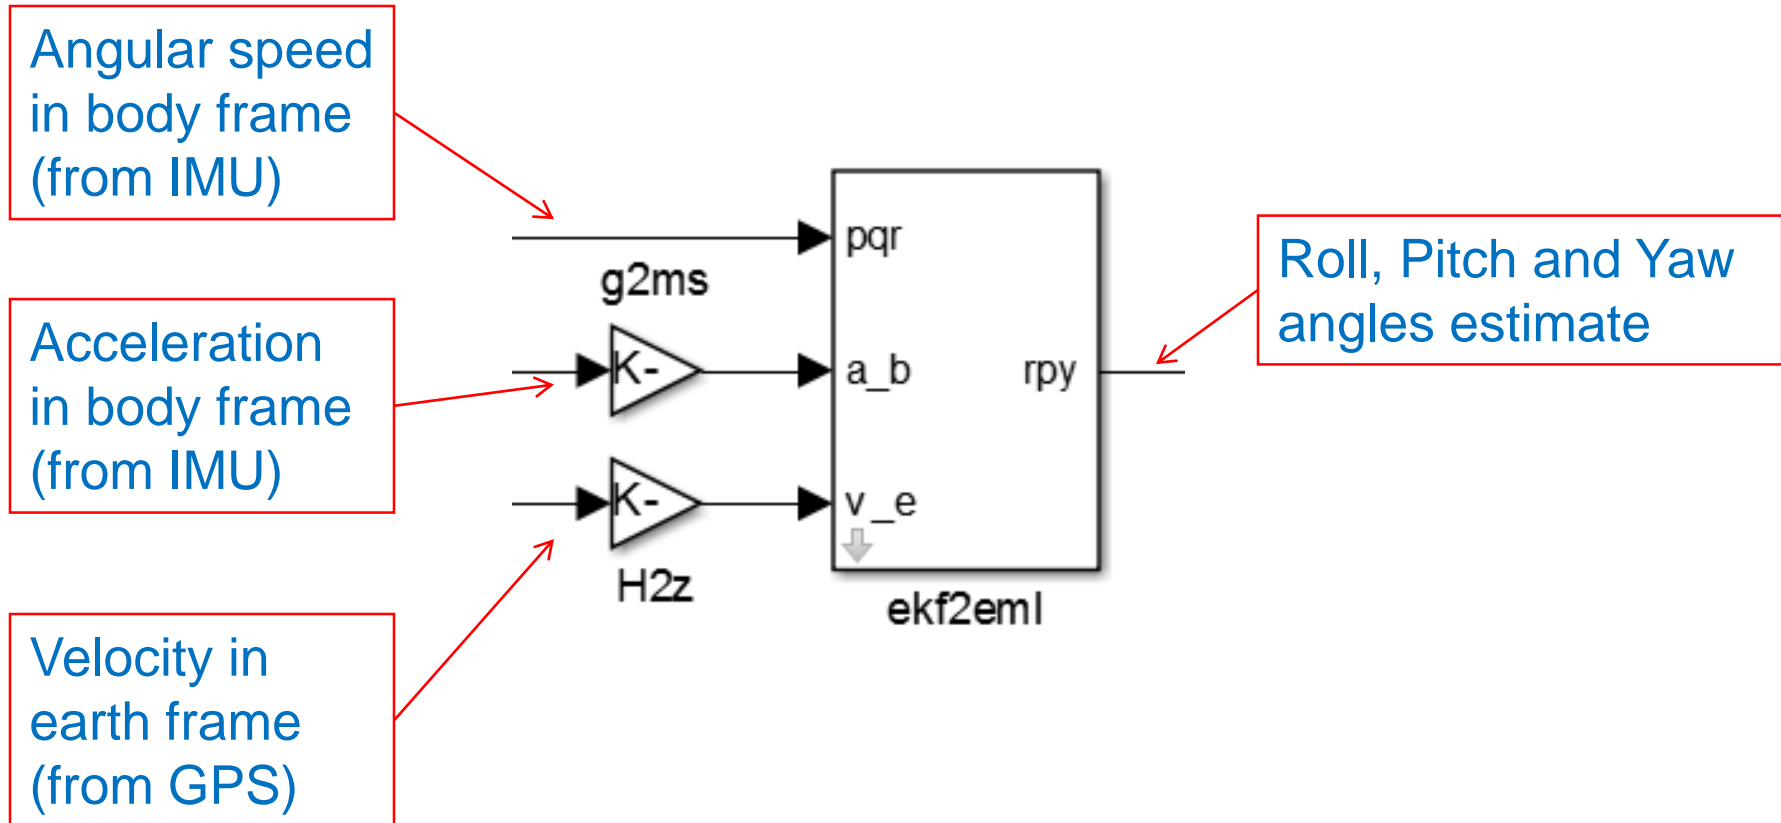 Angular speed
in body frame
(from IMU)
Acceleration
in body frame
(from IMU)
Velocity in
earth frame
(from GPS)
g2ms
K-
K-
H2z
pqr
a_b
v_e
rpy
ekf2eml
Roll, Pitch and Yaw
angles estimate